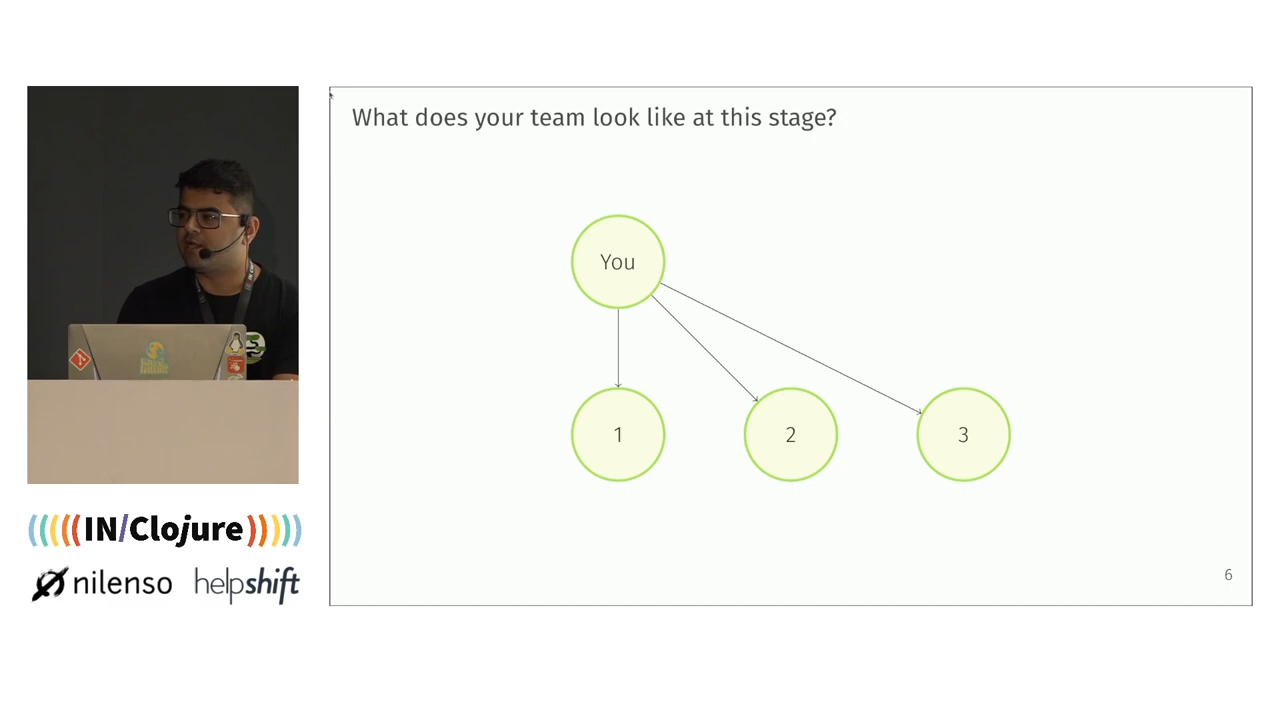 What does your team look like at this stage?
You
1
2
3
6
((((( IN/Clojure )))))
nilenso
helpshift